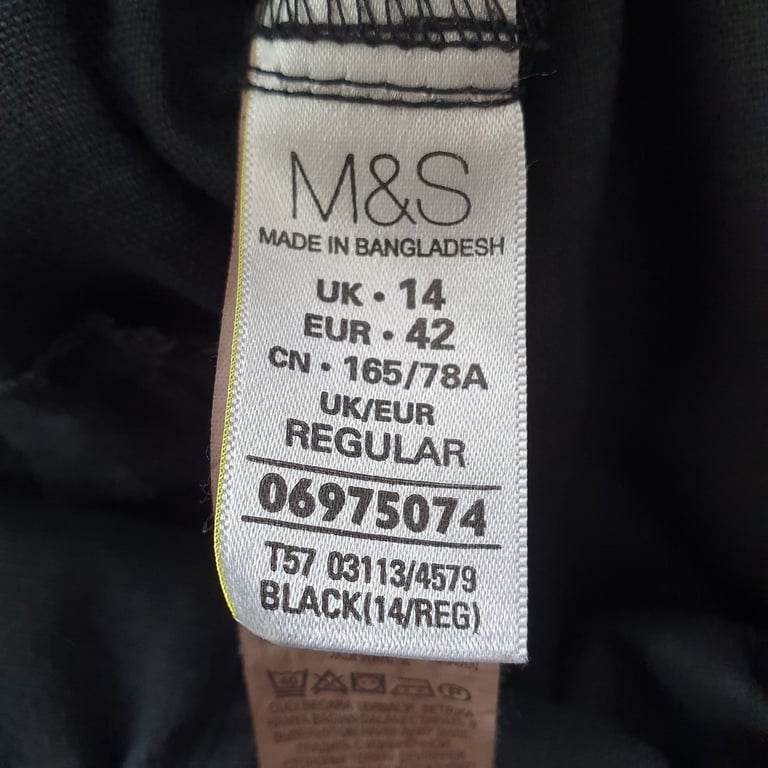 M&S
MADE IN BANGLADESH
UK • 14
EUR • 42
CN • 165/78A
UK/EUR
REGULAR
06975074
T57 03113/4579
BLACK(14/REG)
40
P